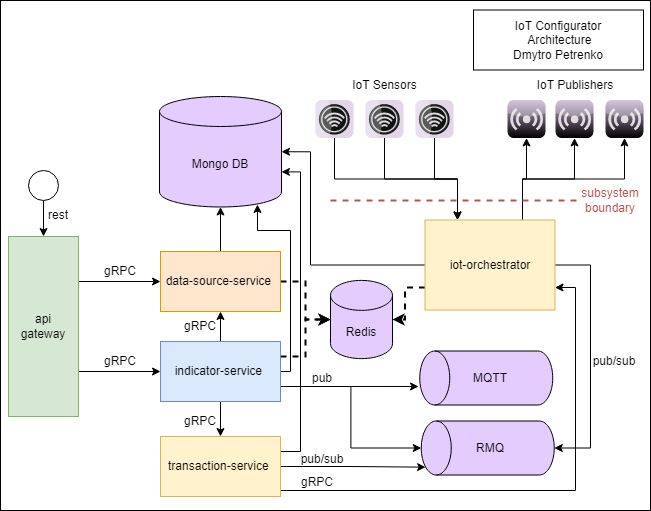 IoT Configurator
Architecture
Dmytro Petrenko
IoT Sensors
IoT Publishers
Mongo DB
subsystem
boundary
rest
iot-orchestrator
gRPC
data-source-service
api
gateway
gRPC
Redis
gRPC
indicator-service
pub/sub
pub
MQTT
gRPC
RMQ
transaction-service
pub/sub
gRPC